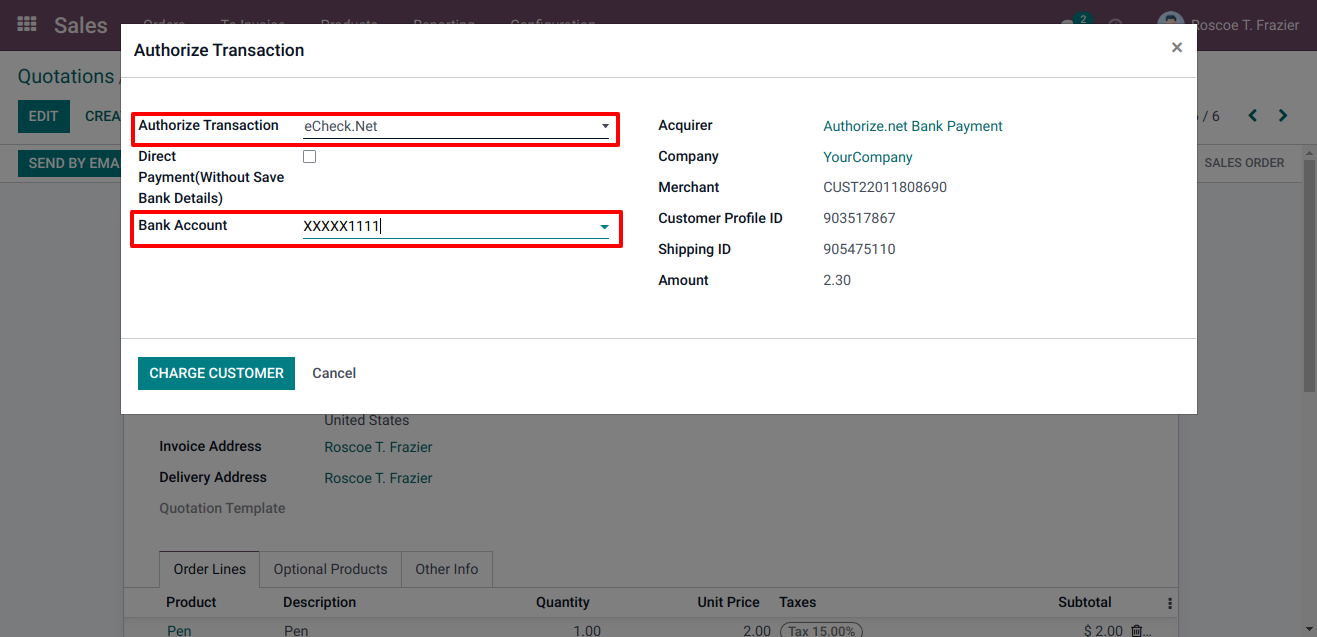 Sales Orders To Invoice Products Reporting Configuration 2 Roscoe T. Frazier
Authorize Transaction ×
Quotations
EDIT CREA / 6
SEND BY EMA SALES ORDER
Authorize Transaction eCheck.Net
Direct
Payment(Without Save
Bank Details)
Bank Account XXXXX1111
Acquirer Authorize.net Bank Payment
Company YourCompany
Merchant CUST22011808690
Customer Profile ID 903517867
Shipping ID 905475110
Amount 2.30
CHARGE CUSTOMER Cancel
United States
Invoice Address Roscoe T. Frazier
Delivery Address Roscoe T. Frazier
Quotation Template
Order Lines Optional Products Other Info
Product Description Quantity Unit Price Taxes Subtotal
Pen Pen 1.00 2.00 Tax 15.00% $ 2.00